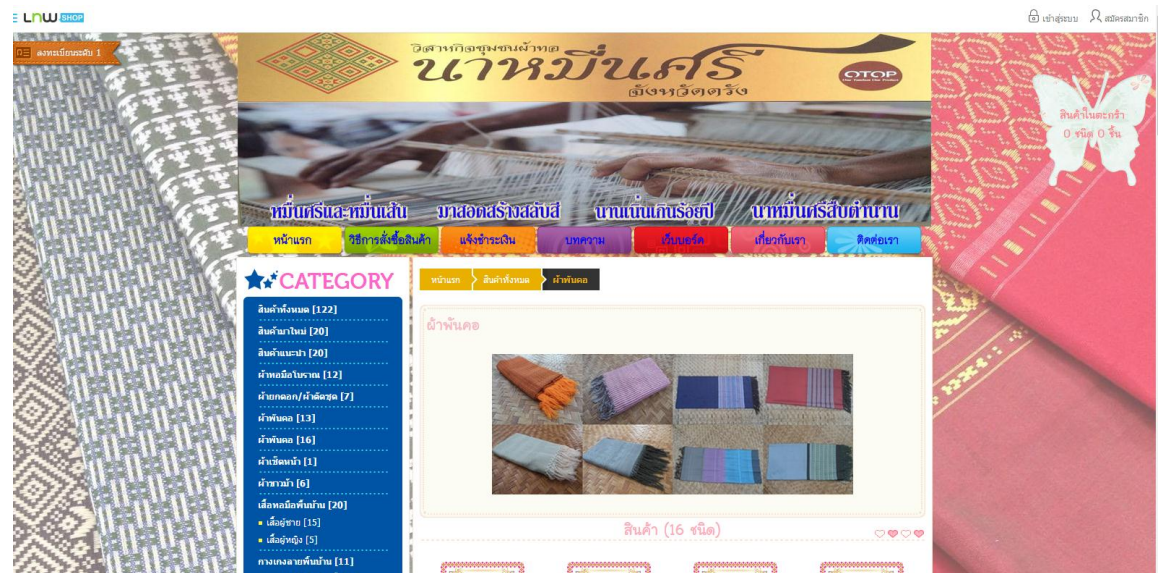 LnW SHOP
เข้าสู่ระบบ สมัครสมาชิก
ลงทะเบียนระดับ 1
วิสาหกิจชุมชนผ้าทอ
นาหมื่นศรี
จังหวัดตรัง
OTOP
สินค้าในตะกร้า
0 ชนิด 0 ชิ้น
หมื่นศรีและหมื่นเส้น มาสอดสร้างสลับสี นานเน่นเกินร้อยปี นาหมื่นศรีสืบตำนาน
หน้าแรก วิธีการสั่งซื้อสินค้า แจ้งชำระเงิน บทความ เว็บบอร์ด เกี่ยวกับเรา ติดต่อเรา
CATEGORY
สินค้าทั้งหมด [122]
สินค้ามาใหม่ [20]
สินค้าแนะนำ [20]
ผ้าทอมือโบราณ [12]
ผ้ายกดอก/ผ้าตัดชุด [7]
ผ้าพันคอ [13]
ผ้าพันคอ [16]
ผ้าเช็ดหน้า [1]
ผ้าขาวม้า [6]
เสื้อทอมือพื้นบ้าน [20]
เสื้อผู้ชาย [15]
เสื้อผู้หญิง [5]
กางเกงลายพื้นบ้าน [11]
หน้าแรก สินค้าทั้งหมด ผ้าพันคอ
ผ้าพันคอ
สินค้า (16 ชนิด)